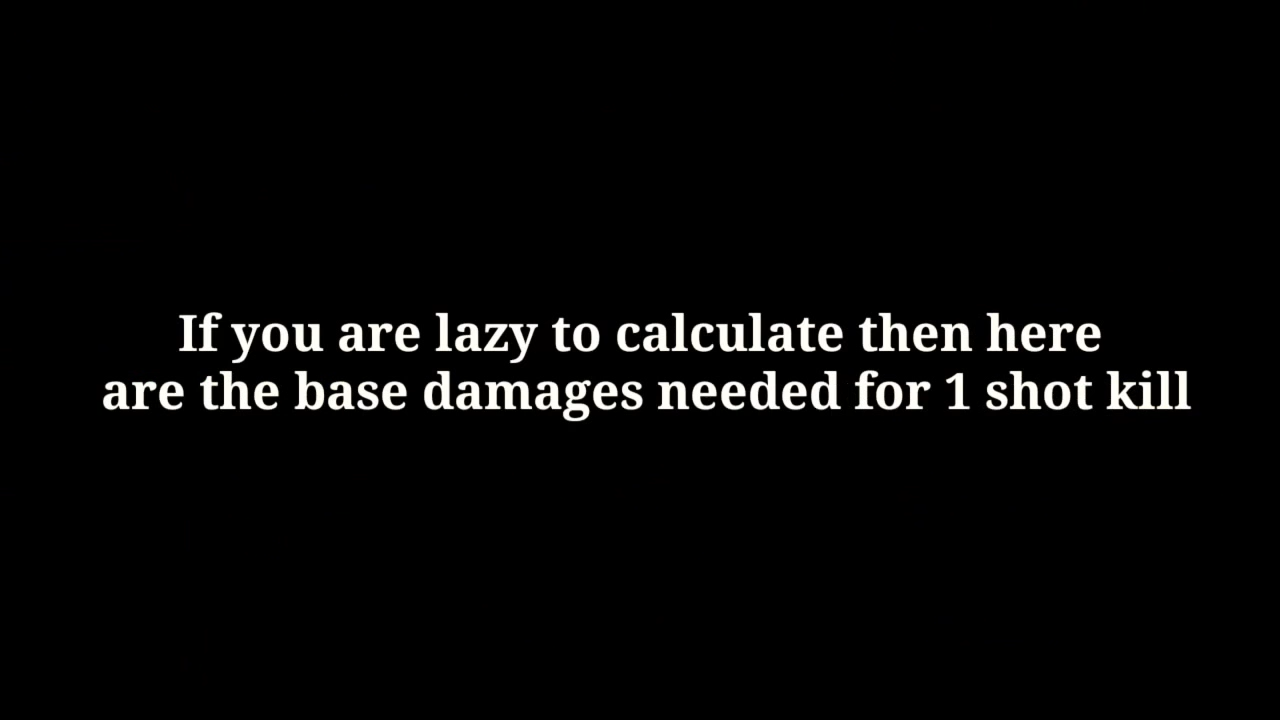 If you are lazy to calculate then here
are the base damages needed for 1 shot kill